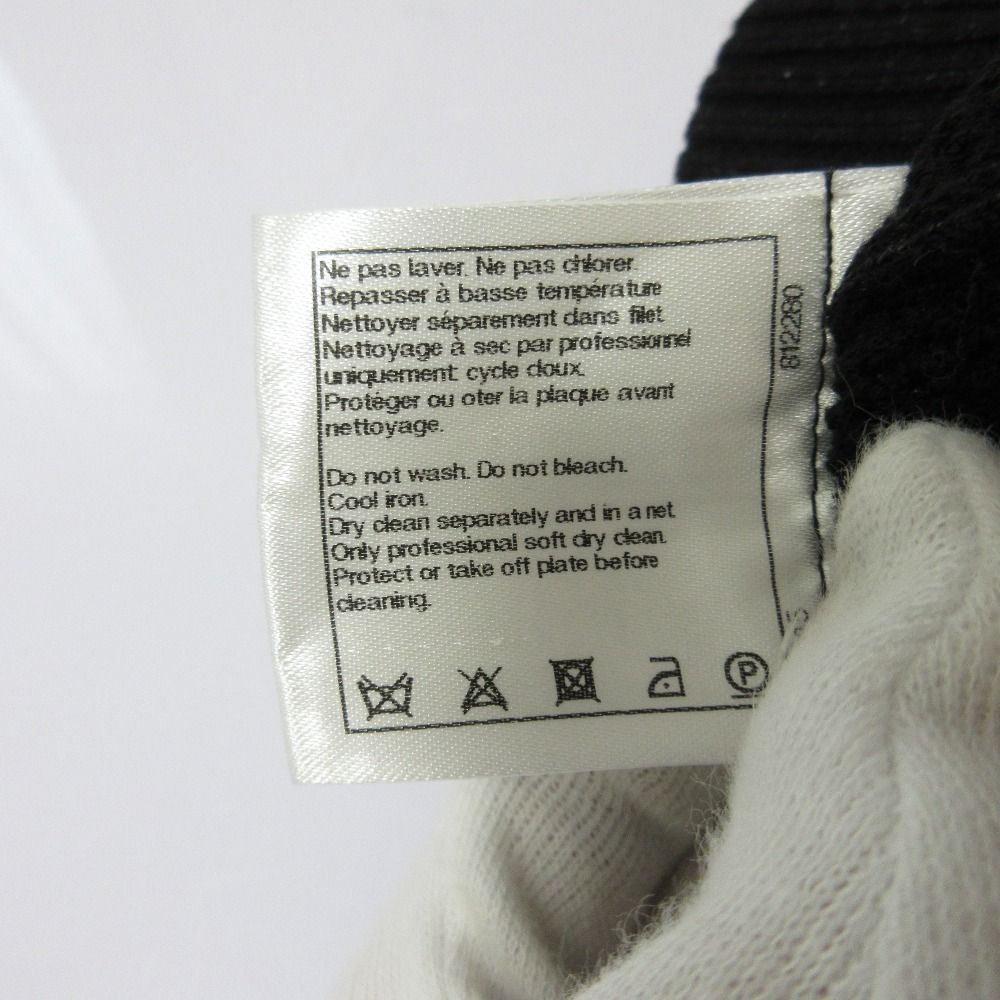 Ne pas laver. Ne pas chlorer.
Repasser à basse température
Nettoyer séparement dans filet
Nettoyage à sec par professionnel
uniquement: cycle doux.
Protéger ou oter la plaque avant
nettoyage.
Do not wash. Do not bleach.
Cool iron.
Dry clean separately and in a net.
Only professional soft dry clean.
Protect or take off plate before
cleaning.
P